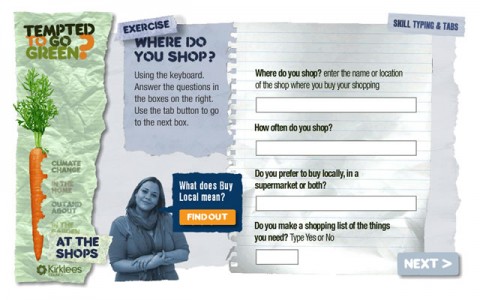 TEMPTED
TO GO
GREEN?
EXERCISE
SKILL TYPING & TABS
WHERE DO
YOU SHOP?
Using the keyboard.
Answer the questions in
the boxes on the right.
Use the tab button to go
to the next box.
Where do you shop? enter the name or location
of the shop where you buy your shopping
How often do you shop?
Do you prefer to buy locally, in a
supermarket or both?
Do you make a shopping list of the things
you need? Type Yes or No
What does Buy
Local mean?
FIND OUT
CLIMATE
CHANGE
IN THE
HOME
OUT AND
ABOUT
IN THE
AT THE
SHOPS
Kirklees
NEXT >